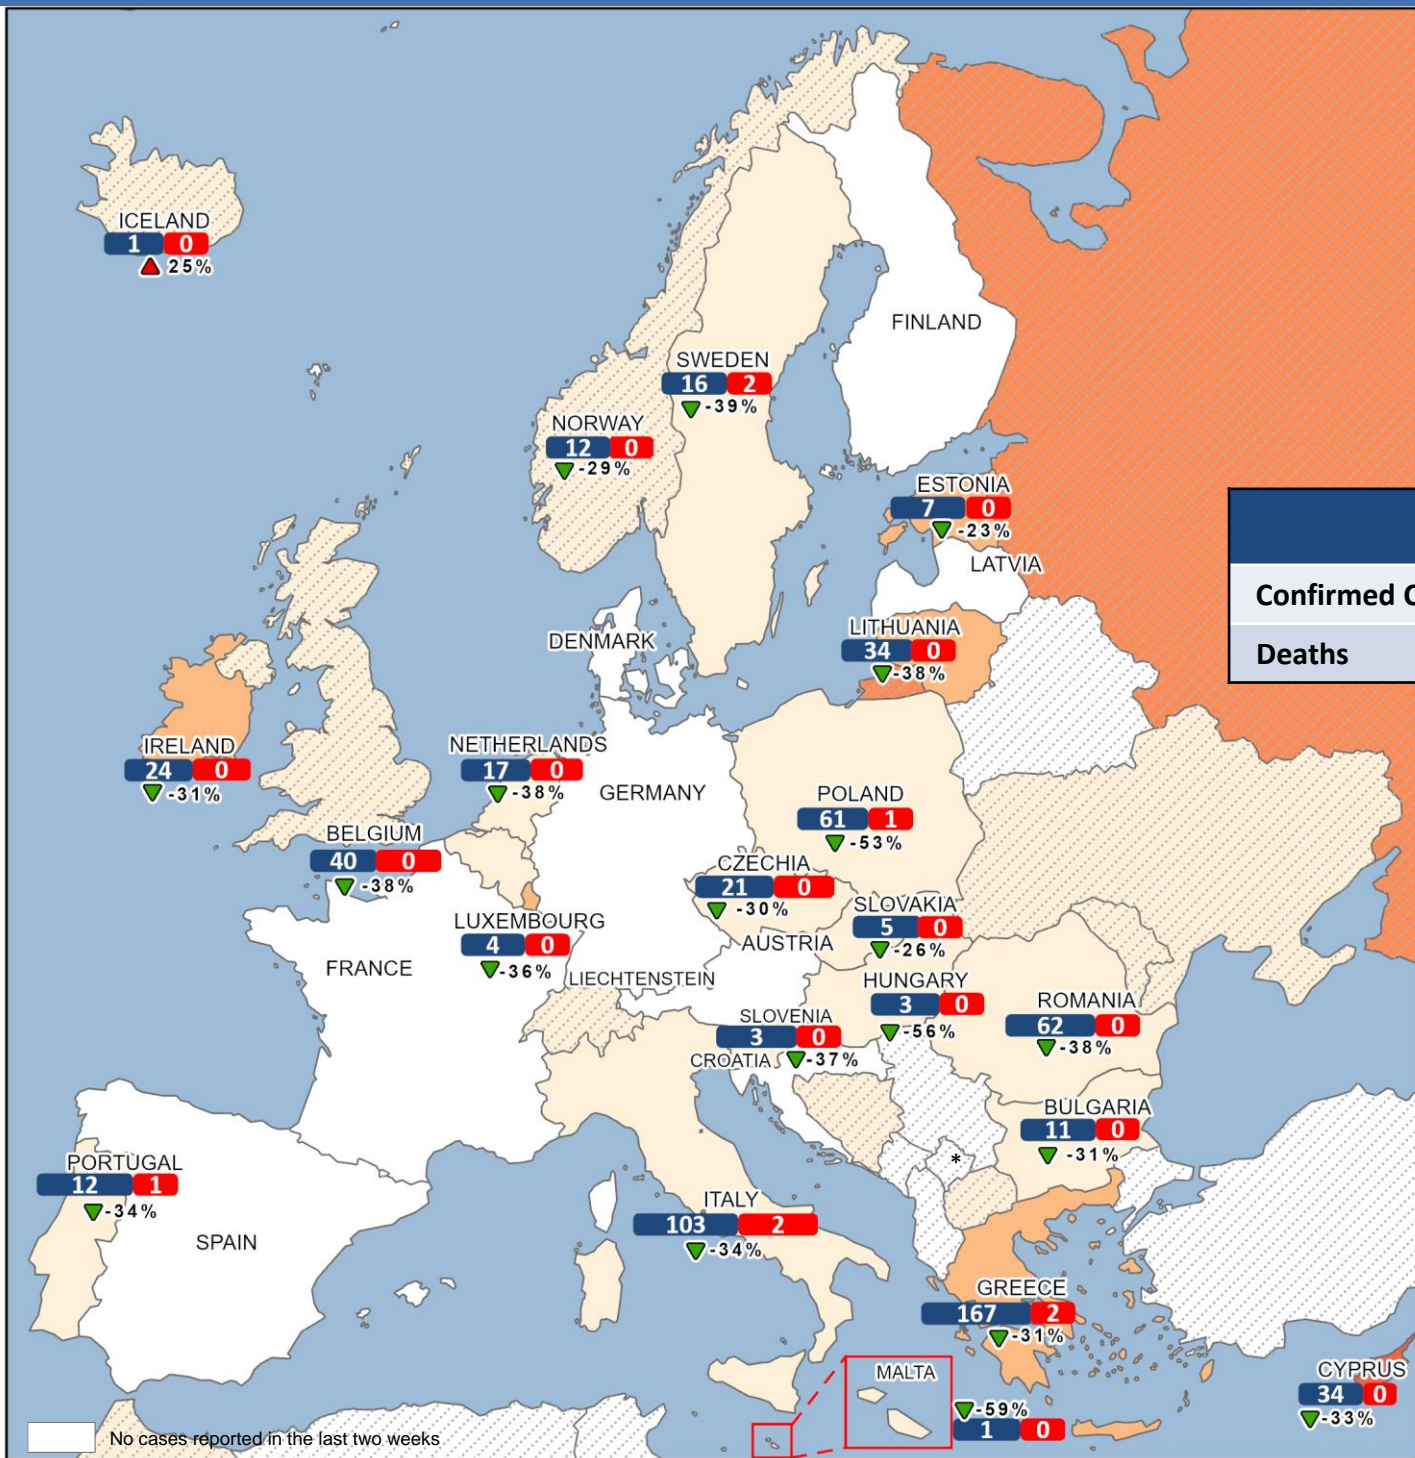 ICELAND
1 0
25%
FINLAND
SWEDEN
16 2
-39%
NORWAY
12 0
-29%
ESTONIA
7 0
-23%
LATVIA
Confirmed C
Deaths
DENMARK
LITHUANIA
34 0
-38%
IRELAND
24 0
-31%
NETHERLANDS
17 0
-38%
GERMANY
POLAND
61 1
-53%
BELGIUM
40 0
-38%
CZECHIA
21 0
-30%
SLOVAKIA
5 0
-26%
LUXEMBOURG
4 0
-36%
AUSTRIA
FRANCE
LIECHTENSTEIN
HUNGARY
3 0
-56%
ROMANIA
62 0
-38%
SLOVENIA
3 0
-37%
CROATIA
BULGARIA
11 0
-31%
*
PORTUGAL
12 1
-34%
SPAIN
ITALY
103 2
-34%
GREECE
167 2
-31%
MALTA
-59%
1 0
CYPRUS
34 0
-33%
No cases reported in the last two weeks